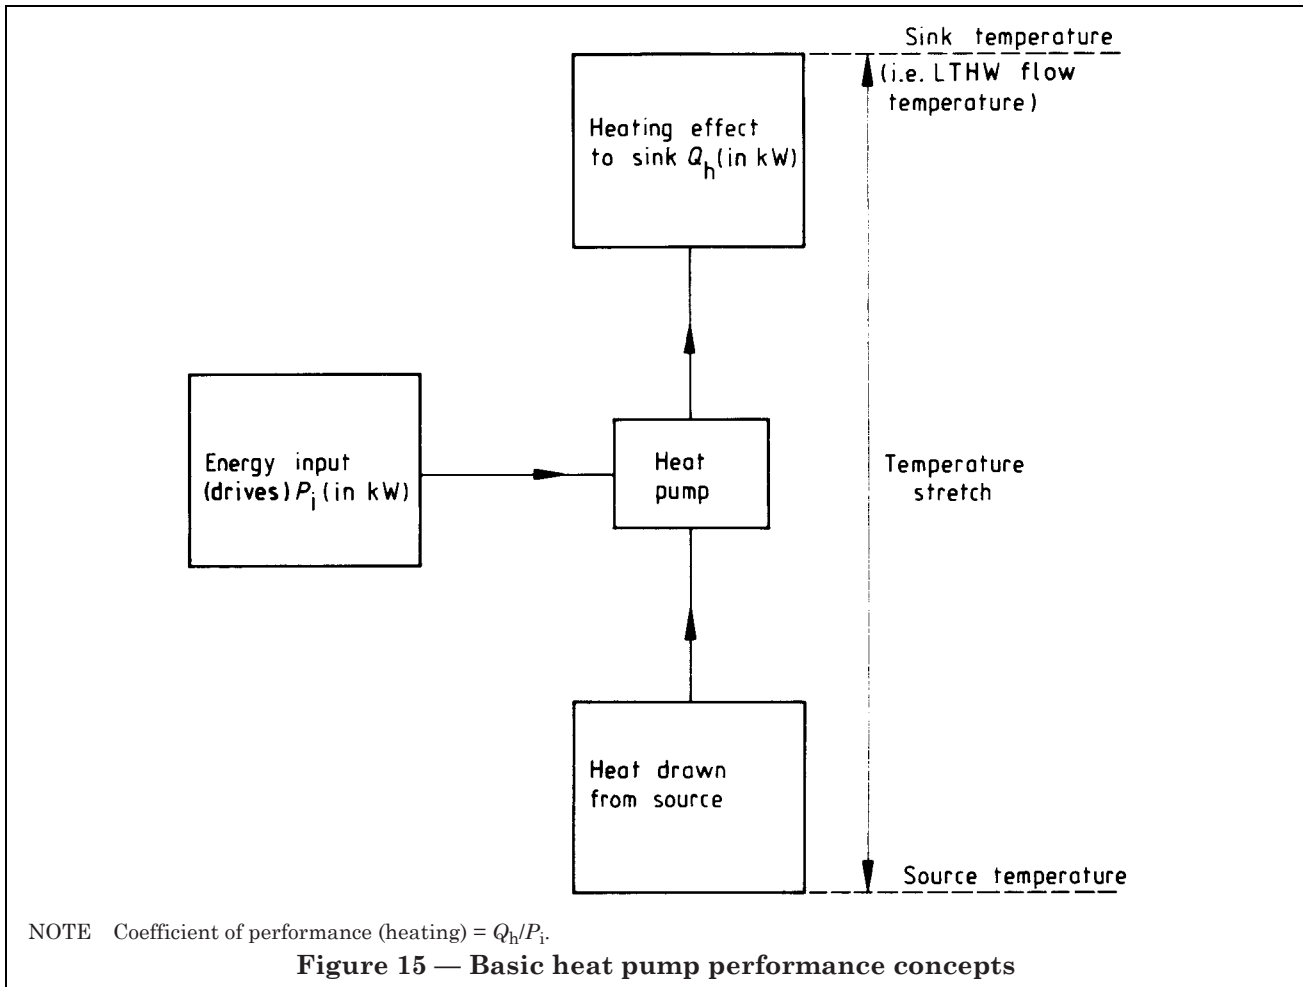 Sink temperature
(i.e. LTHW flow
temperature)
Heating effect
to sink Qh (in kW)
Energy input
(drives) Pi (in kW)
Heat
pump
Temperature
stretch
Heat drawn
from source
Source temperature
NOTE Coefficient of performance (heating) = Qh/Pi.
Figure 15 — Basic heat pump performance concepts